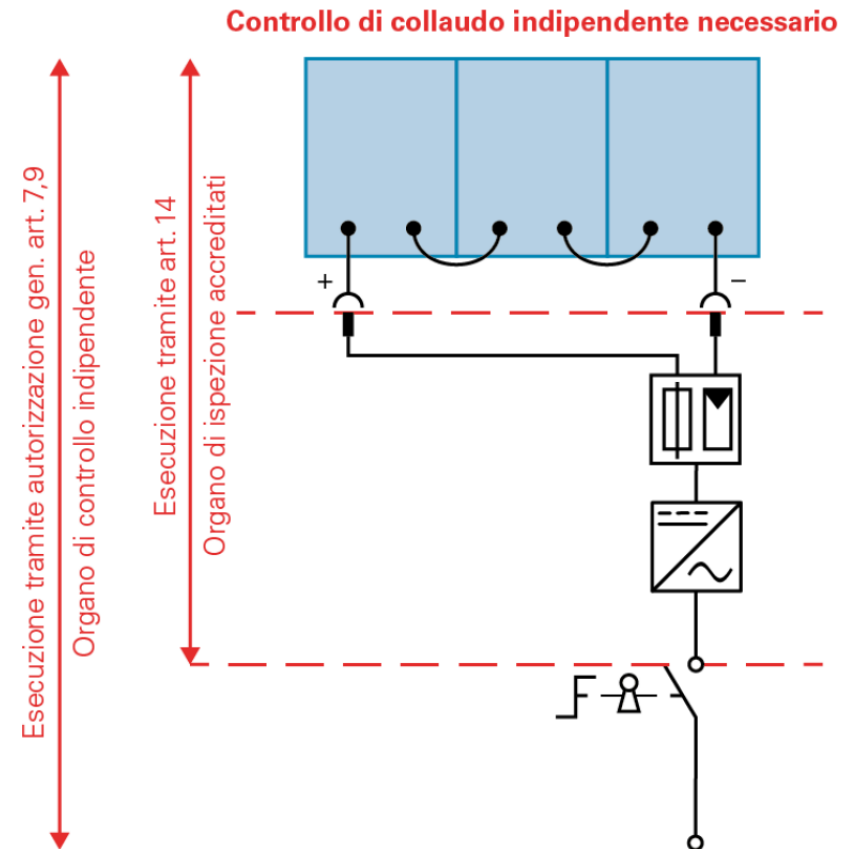 Controllo di collaudo indipendente necessario
Esecuzione tramite autorizzazione gen. art. 7,9
Organo di controllo indipendente
Esecuzione tramite art. 14
Organo di ispezione accreditati
+
−